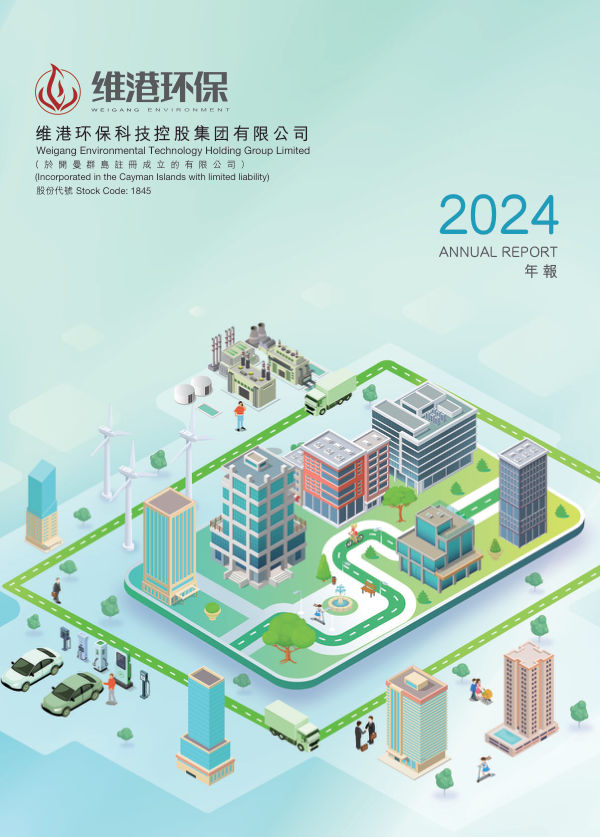 维港环保
WEIGANG ENVIRONMENT
维港环保科技控股集团有限公司
Weigang Environmental Technology Holding Group Limited
(於開曼群島註冊成立的有限公司)
(Incorporated in the Cayman Islands with limited liability)
股份代號 Stock Code: 1845
2024
ANNUAL REPORT
年報